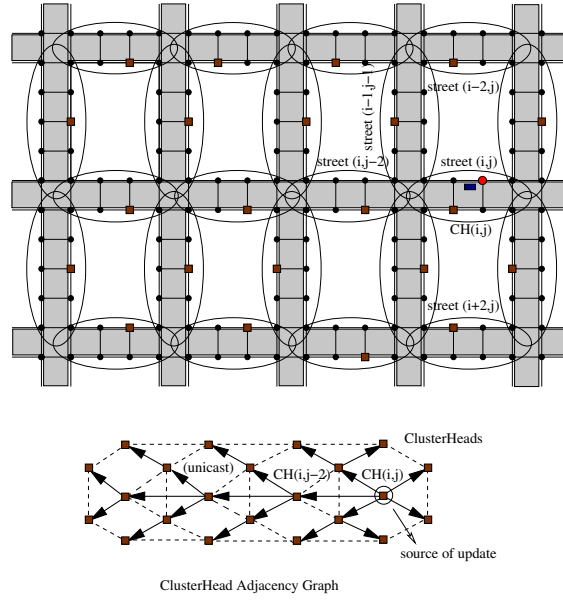 street (i-2,j)
street (i-1 j-1)
street (i,j-2)
street (i,j)
CH(i,j)
street (i+2,j)
ClusterHeads
(unicast)
CH(i,j-2)
CH(i,j)
source of update
ClusterHead Adjacency Graph